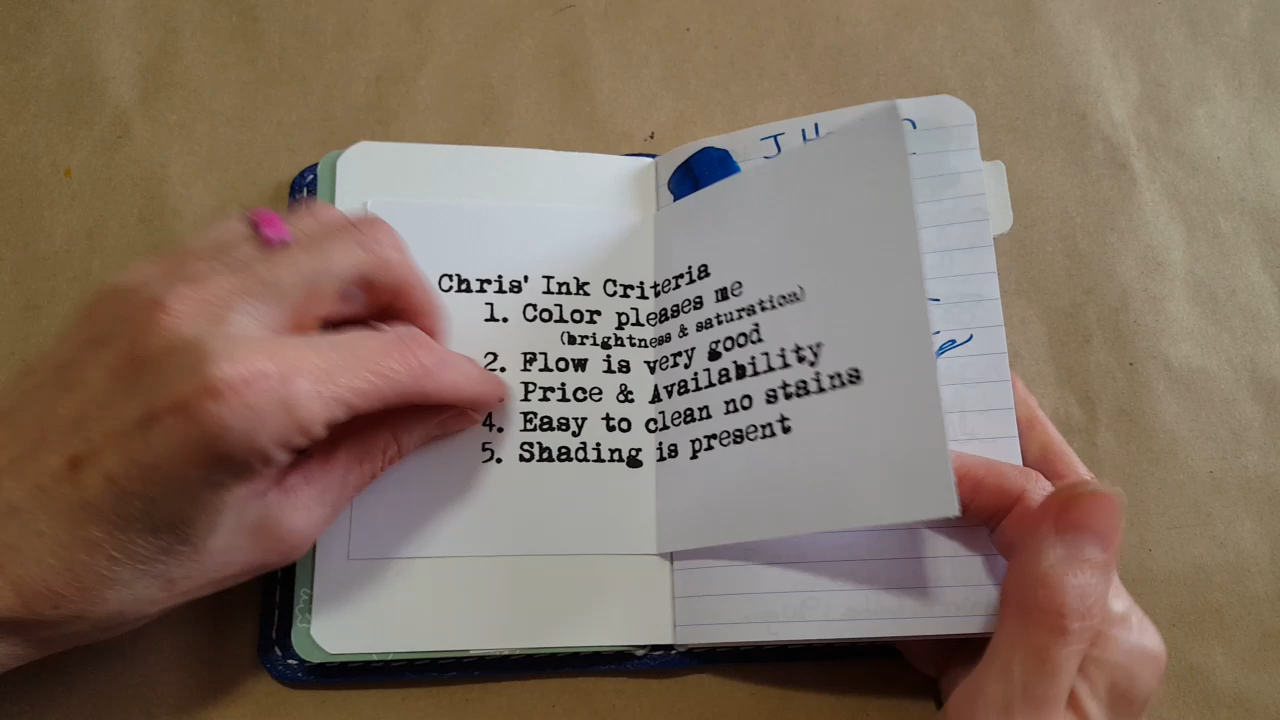 J H
Chris' Ink Criteria
1. Color pleases me
(brightness & saturation)
2. Flow is very good
Price & Availability
4. Easy to clean no stains
5. Shading is present